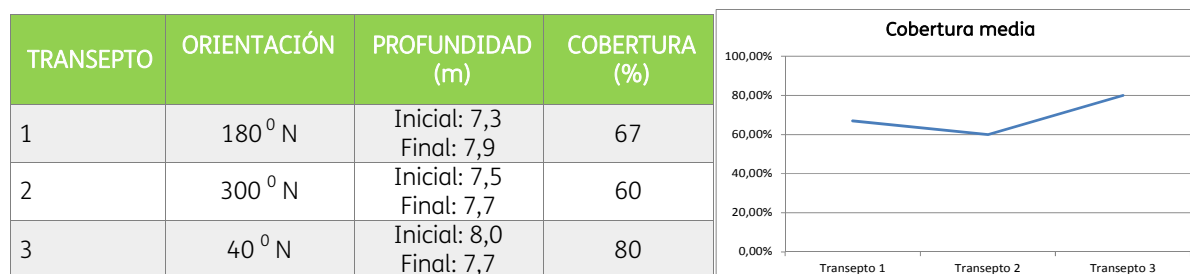 TRANSEPTO ORIENTACIÓN PROFUNDIDAD (m) COBERTURA (%)
1 180 ⁰ N Inicial: 7,3 67
Final: 7,9
2 300 ⁰ N Inicial: 7,5 60
Final: 7,7
3 40 ⁰ N Inicial: 8,0 80
Final: 7,7
Cobertura media
100,00%
80,00%
60,00%
40,00%
20,00%
0,00%
Transepto 1 Transepto 2 Transepto 3